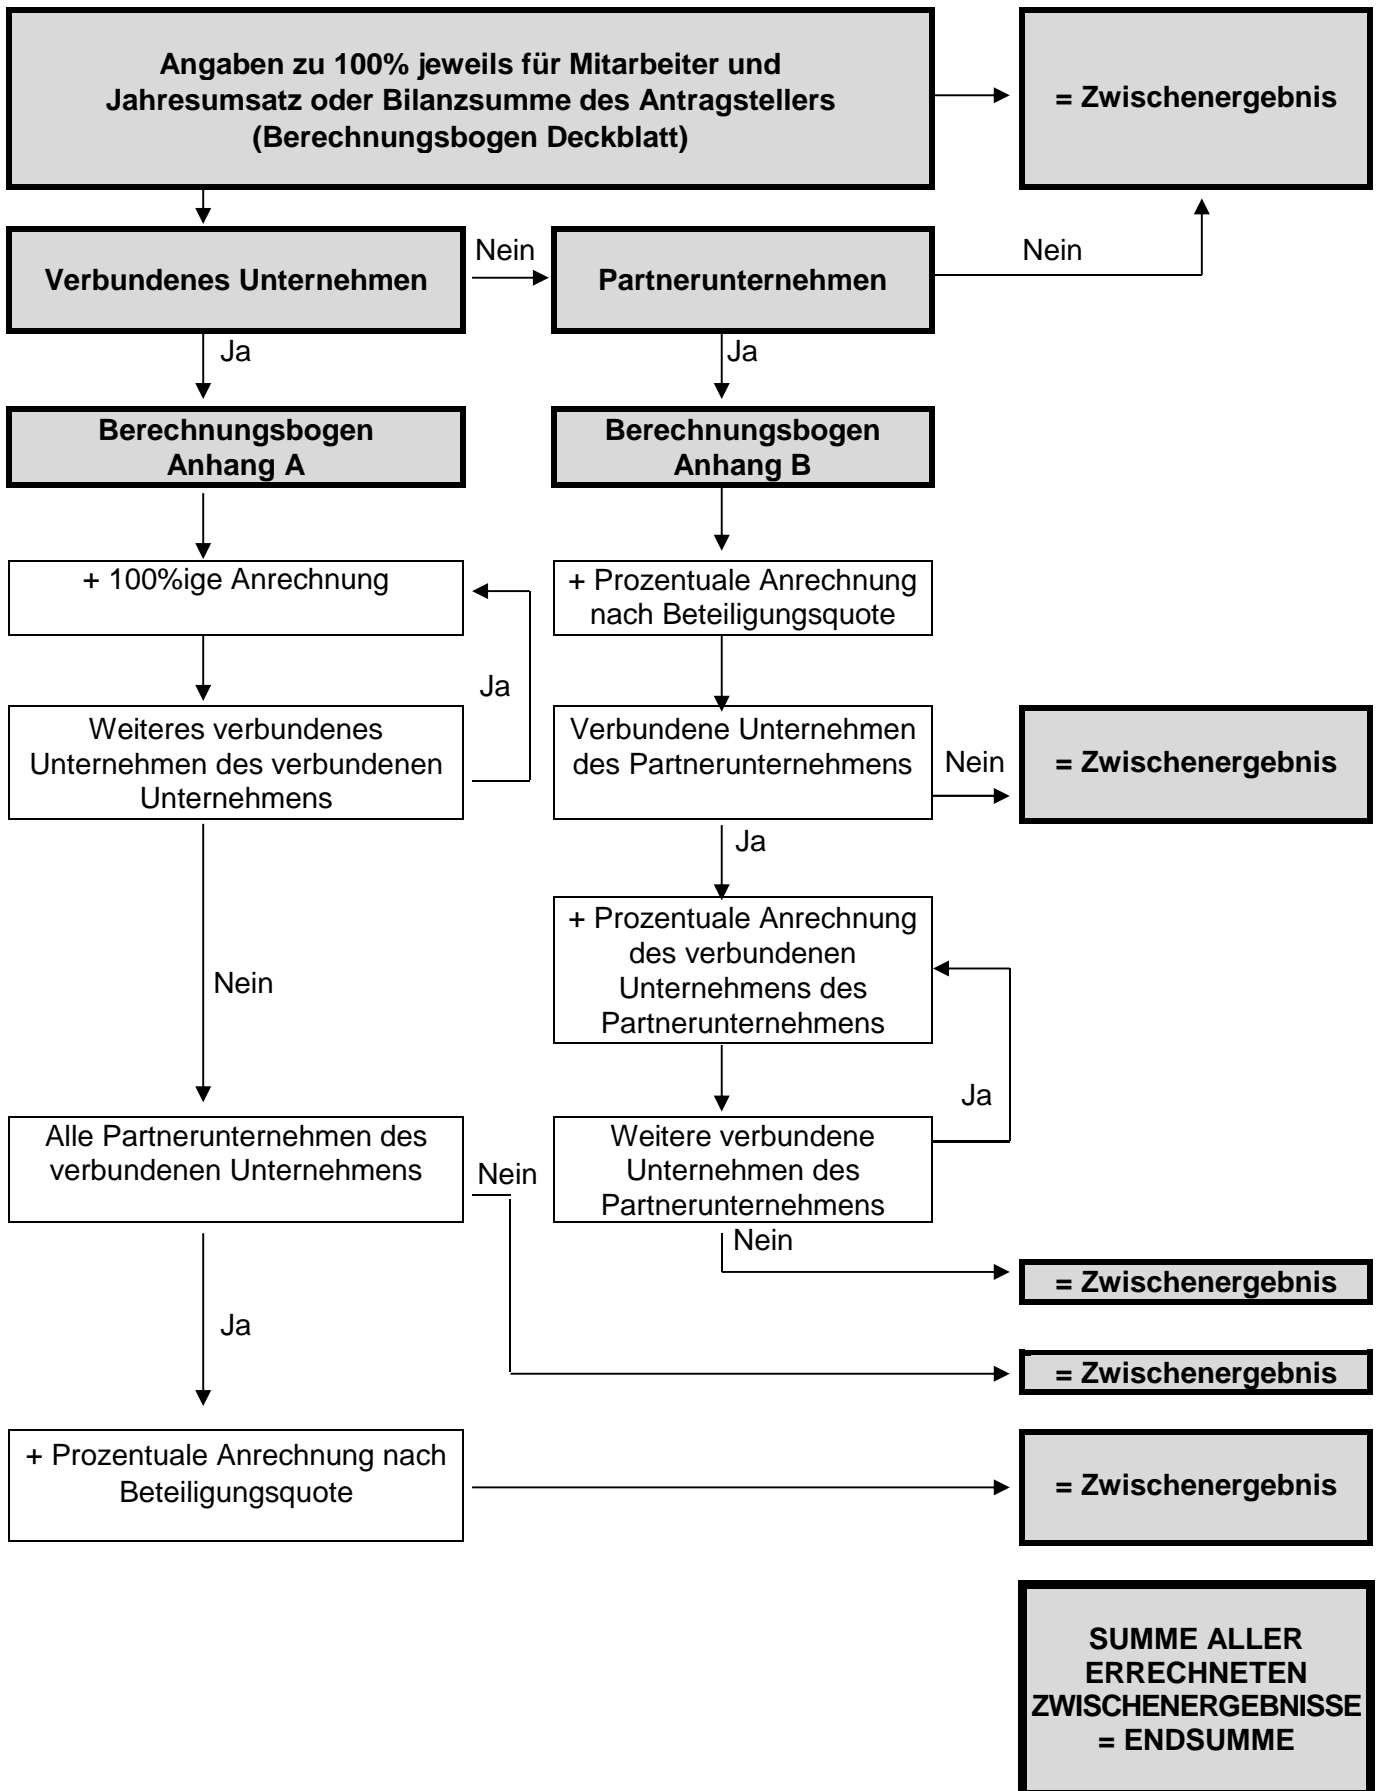 Angaben zu 100% jeweils für Mitarbeiter und
Jahresumsatz oder Bilanzsumme des Antragstellers
(Berechnungsbogen Deckblatt)
= Zwischenergebnis
Verbundenes Unternehmen
Nein
Partnerunternehmen
Nein
Ja
Ja
Berechnungsbogen
Anhang A
Berechnungsbogen
Anhang B
+ 100%ige Anrechnung
+ Prozentuale Anrechnung
nach Beteiligungsquote
Ja
Weiteres verbundenes
Unternehmen des verbundenen
Unternehmens
Verbundene Unternehmen
des Partnerunternehmens
Nein
= Zwischenergebnis
Ja
+ Prozentuale Anrechnung
des verbundenen
Unternehmens des
Partnerunternehmens
Nein
Ja
Alle Partnerunternehmen des
verbundenen Unternehmens
Nein
Weitere verbundene
Unternehmen des
Partnerunternehmens
Nein
= Zwischenergebnis
Ja
= Zwischenergebnis
+ Prozentuale Anrechnung nach
Beteiligungsquote
= Zwischenergebnis
SUMME ALLER
ERRECHNETEN
ZWISCHENERGEBNISSE
= ENDSUMME